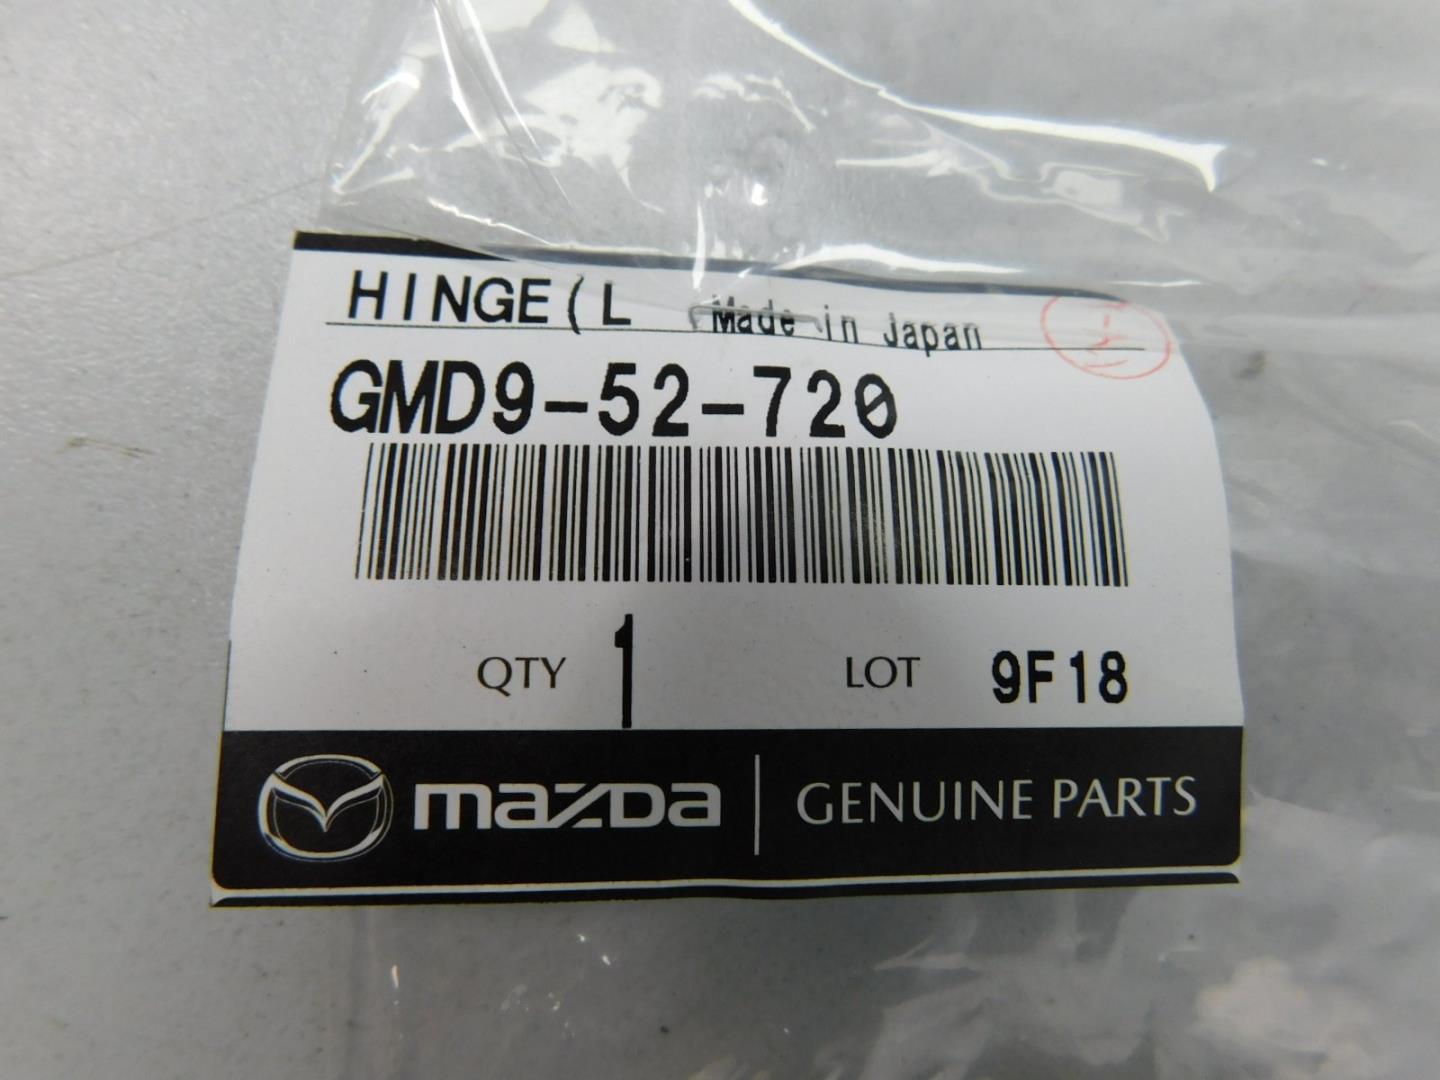 HINGE(L Made in Japan
GMD9-52-720
QTY 1 LOT 9F18
mazda GENUINE PARTS